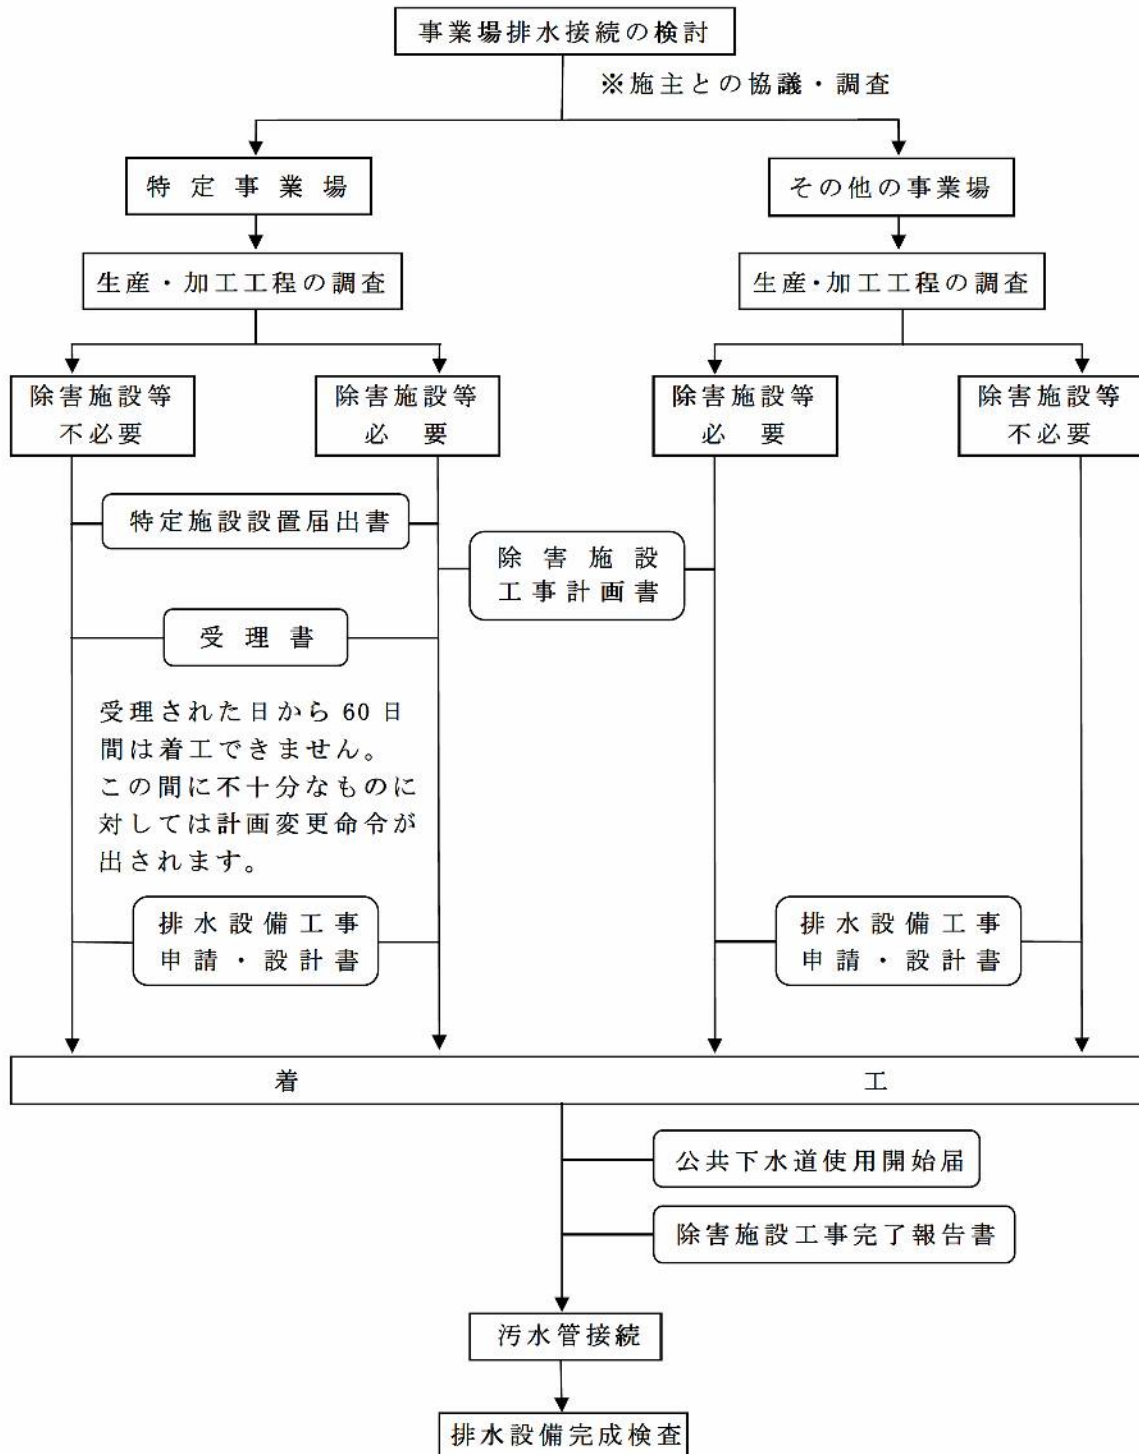 事業場排水接続の検討
※施主との協議・調査
特定事業場
その他の事業場
生産・加工工程の調査
生産・加工工程の調査
除害施設等
不必要
除害施設等
必　要
除害施設等
必　要
除害施設等
不必要
特定施設設置届出書
除害施設
工事計画書
受理書
受理された日から 60 日
間は着工できません。
この間に不十分なものに
対しては計画変更命令が
出されます。
排水設備工事
申請・設計書
排水設備工事
申請・設計書
着　工
公共下水道使用開始届
除害施設工事完了報告書
汚水管接続
排水設備完成検査